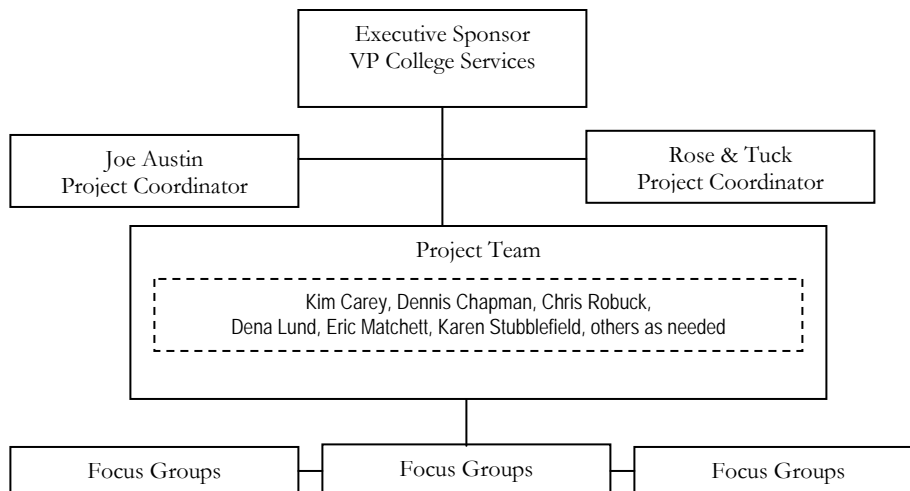 Executive Sponsor
VP College Services
Joe Austin
Project Coordinator
Rose & Tuck
Project Coordinator
Project Team
Kim Carey, Dennis Chapman, Chris Robuck,
Dena Lund, Eric Matchett, Karen Stubblefield, others as needed
Focus Groups
Focus Groups
Focus Groups